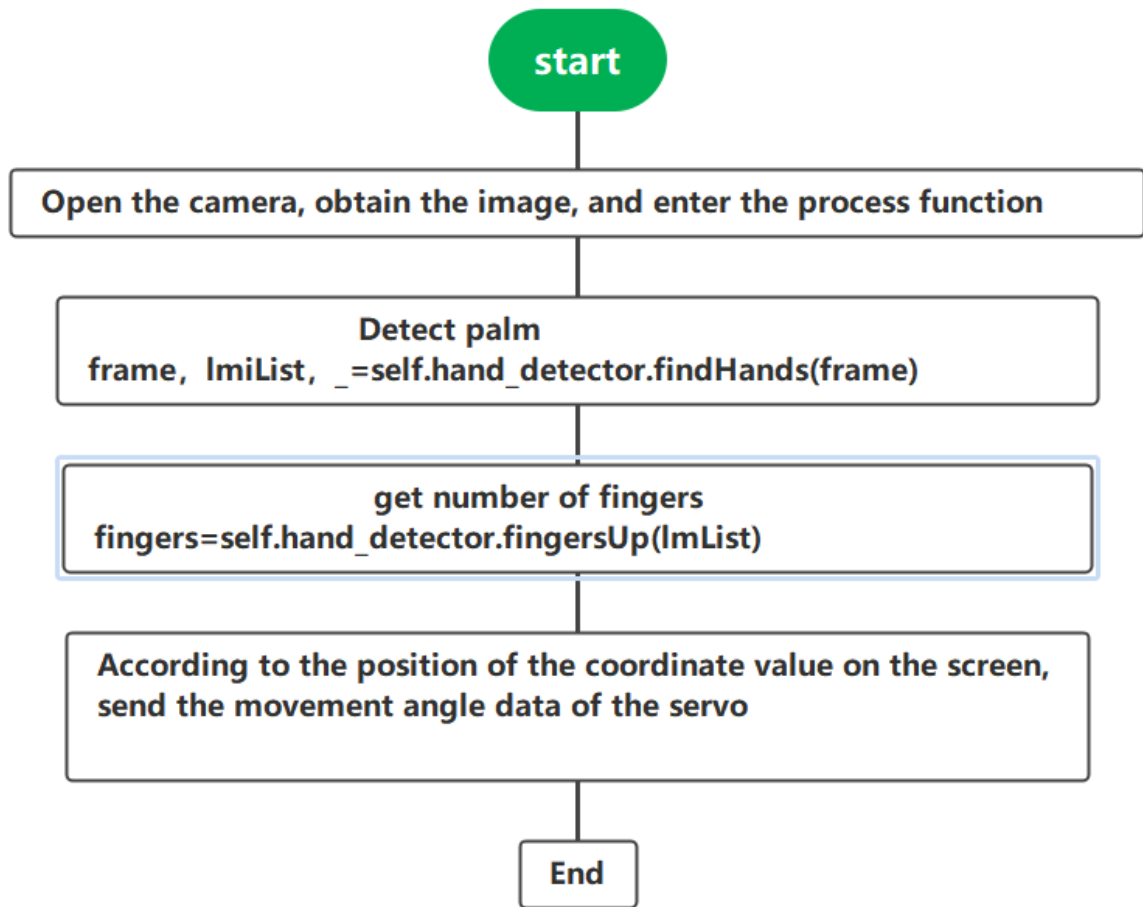 start
Open the camera, obtain the image, and enter the process function
Detect palm
frame，lmiList，_=self.hand_detector.findHands(frame)
get number of fingers
fingers=self.hand_detector.fingersUp(lmList)
According to the position of the coordinate value on the screen,
send the movement angle data of the servo
End